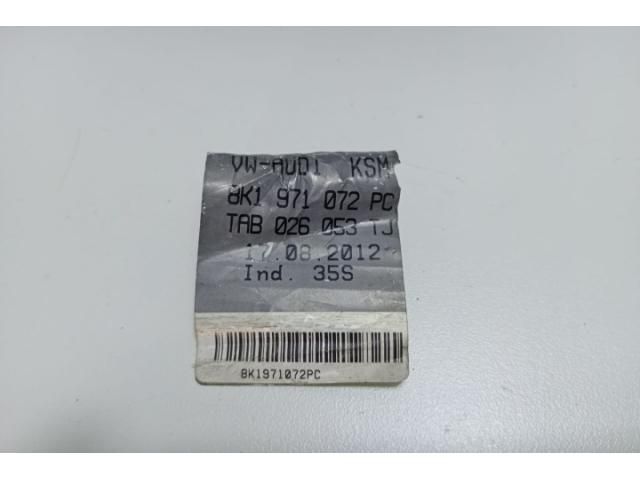 VW-AUDI KSM
8K1 971 072 PC
TAB 026 053 TJ
17.08.2012
Ind. 35S
8K1971072PC